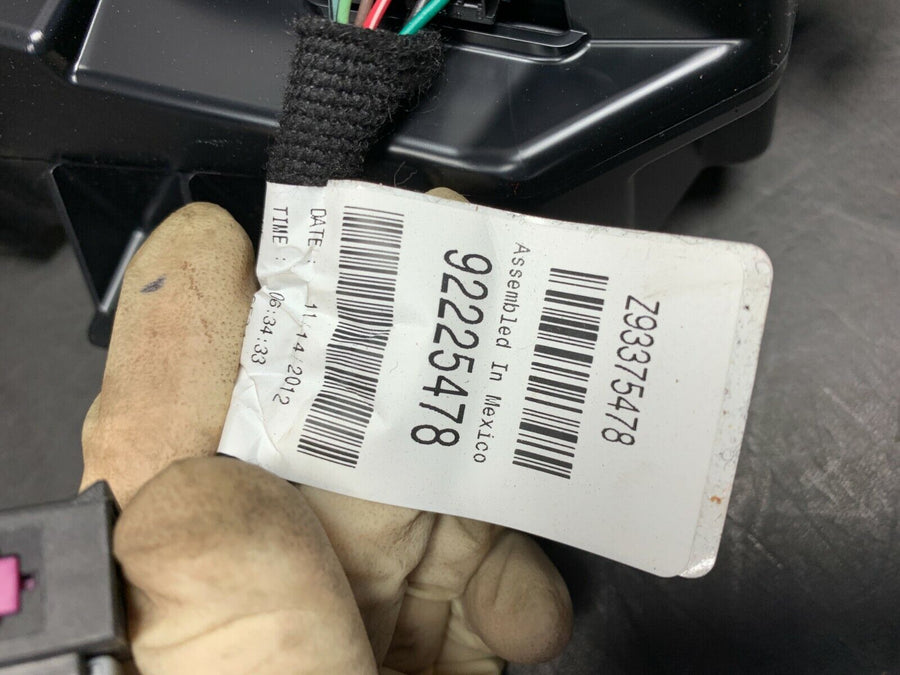 Z93375478
Assembled In Mexico
92225478
DATE: 11/14/2012
TIME: 06:34:33